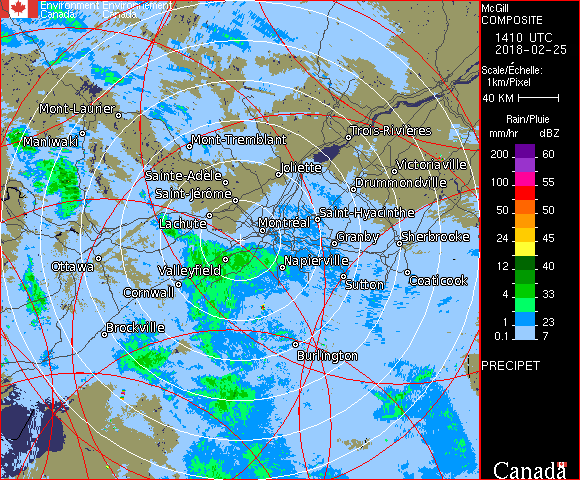 Environment Environnement
Canada Canada
McGill
COMPOSITE
1410 UTC
2018-02-25
Scale/Échelle:
1km/Pixel
40 KM
Rain/Pluie
mm/hr dBZ
200 60
100 55
50 50
24 45
12 40
4 33
1 23
0.1 7
PRECIPET
Canada
Mont-Laurier
Maniwaki
Mont-Tremblant
Trois-Rivières
Sainte-Adèle
Joliette
Victoriaville
Saint-Jérôme
Drummondville
Lachute
Montréal
Saint-Hyacinthe
Granby
Sherbrooke
Ottawa
Valleyfield
Napierville
Cornwall
Sutton
Coaticook
Brockville
Burlington